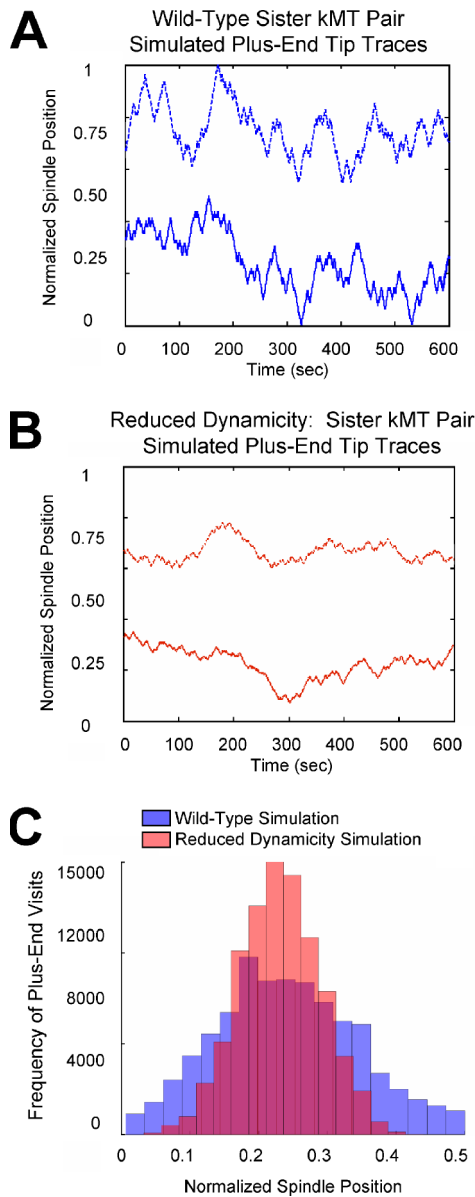 A
Wild-Type Sister kMT Pair
Simulated Plus-End Tip Traces
Normalized Spindle Position
1
0.75
0.50
0.25
0
0 100 200 300 400 500 600
Time (sec)
B
Reduced Dynamicity: Sister kMT Pair
Simulated Plus-End Tip Traces
Normalized Spindle Position
1
0.75
0.50
0.25
0
0 100 200 300 400 500 600
Time (sec)
C
Wild-Type Simulation
Reduced Dynamicity Simulation
Frequency of Plus-End Visits
15000
12000
8000
4000
0
0 0.1 0.2 0.3 0.4 0.5
Normalized Spindle Position